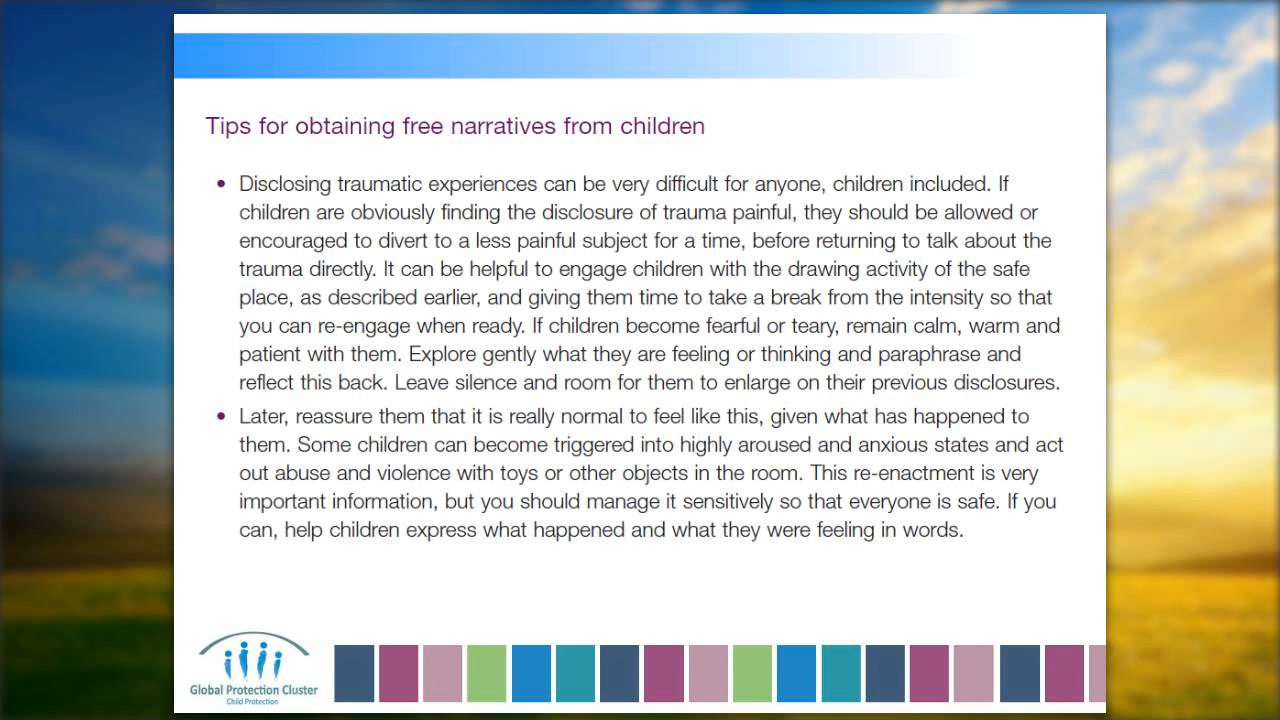 Tips for obtaining free narratives from children
• Disclosing traumatic experiences can be very difficult for anyone, children included. If
children are obviously finding the disclosure of trauma painful, they should be allowed or
encouraged to divert to a less painful subject for a time, before returning to talk about the
trauma directly. It can be helpful to engage children with the drawing activity of the safe
place, as described earlier, and giving them time to take a break from the intensity so that
you can re-engage when ready. If children become fearful or teary, remain calm, warm and
patient with them. Explore gently what they are feeling or thinking and paraphrase and
reflect this back. Leave silence and room for them to enlarge on their previous disclosures.
• Later, reassure them that it is really normal to feel like this, given what has happened to
them. Some children can become triggered into highly aroused and anxious states and act
out abuse and violence with toys or other objects in the room. This re-enactment is very
important information, but you should manage it sensitively so that everyone is safe. If you
can, help children express what happened and what they were feeling in words.
Global Protection Cluster
Child Protection